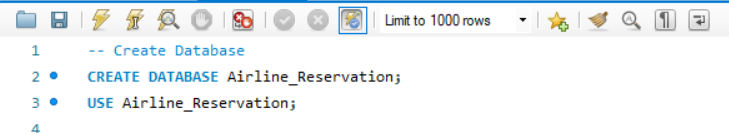 Limit to 1000 rows
1 -- Create Database
2 CREATE DATABASE Airline_Reservation;
3 USE Airline_Reservation;
4